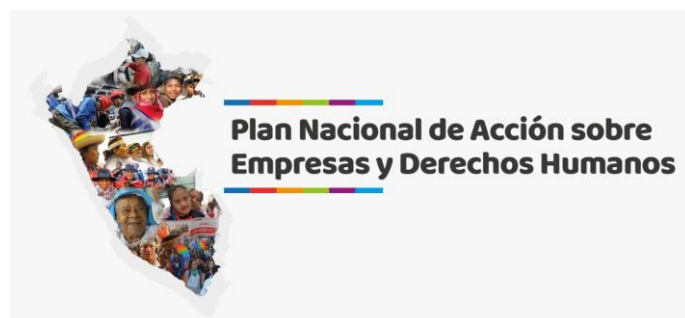 Plan Nacional de Acción sobre
Empresas y Derechos Humanos